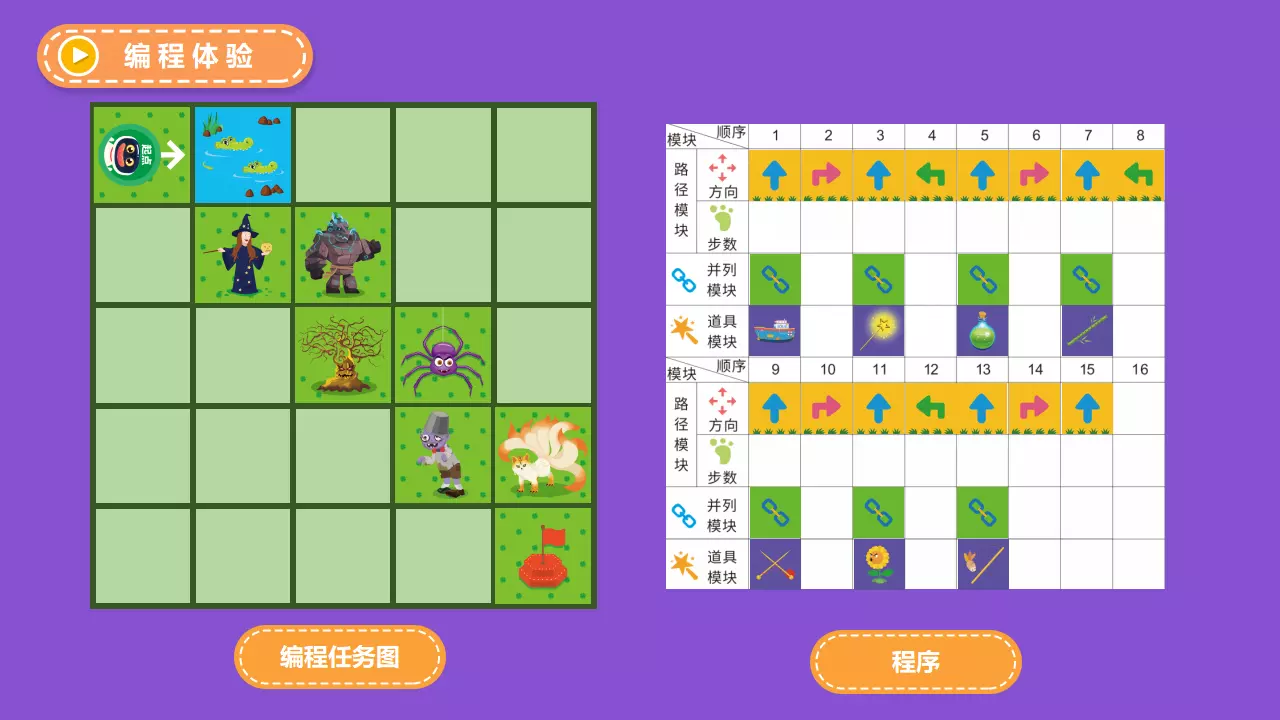 编程体验
起点
模块 顺序 1 2 3 4 5 6 7 8
路径模块 方向
步数
并列模块
道具模块
模块 顺序 9 10 11 12 13 14 15 16
路径模块 方向
步数
并列模块
道具模块
编程任务图
程序